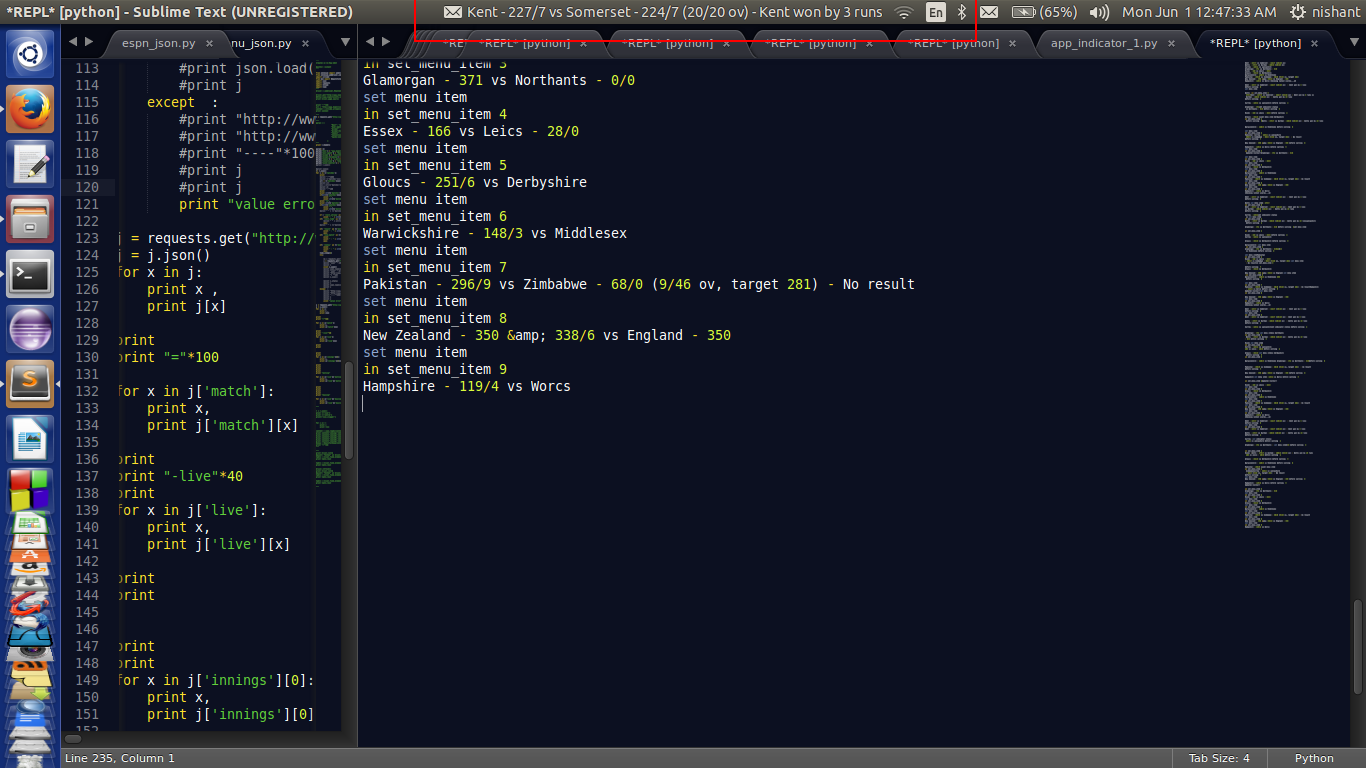 *REPL* [python] - Sublime Text (UNREGISTERED)
Kent - 227/7 vs Somerset - 224/7 (20/20 ov) - Kent won by 3 runs
En
(65%)
Mon Jun 1 12:47:33 AM
nishant
espn_json.py ×
nu_json.py ×
*RE
*REPL* [python] ×
*REPL* [python] ×
*REPL* [python] ×
*REPL* [python] ×
app_indicator_1.py ×
*REPL* [python] ×
113 #print json.load(
114 #print j
115 except :
116 #print "http://ww
117 #print "http://ww
118 #print "----"*100
119 #print j
120 #print j
121 print "value erro
122
123 j = requests.get("http://
124 j = j.json()
125 for x in j:
126 print x ,
127 print j[x]
128
129 print
130 print "="*100
131
132 for x in j['match']:
133 print x,
134 print j['match'][x]
135
136 print
137 print "-live"*40
138 print
139 for x in j['live']:
140 print x,
141 print j['live'][x]
142
143 print
144 print
145
146
147 print
148 print
149 for x in j['innings'][0]:
150 print x,
151 print j['innings'][0]
152
in set_menu_item 3
Glamorgan - 371 vs Northants - 0/0
set menu item
in set_menu_item 4
Essex - 166 vs Leics - 28/0
set menu item
in set_menu_item 5
Gloucs - 251/6 vs Derbyshire
set menu item
in set_menu_item 6
Warwickshire - 148/3 vs Middlesex
set menu item
in set_menu_item 7
Pakistan - 296/9 vs Zimbabwe - 68/0 (9/46 ov, target 281) - No result
set menu item
in set_menu_item 8
New Zealand - 350 &amp; 338/6 vs England - 350
set menu item
in set_menu_item 9
Hampshire - 119/4 vs Worcs
Line 235, Column 1
Tab Size: 4
Python